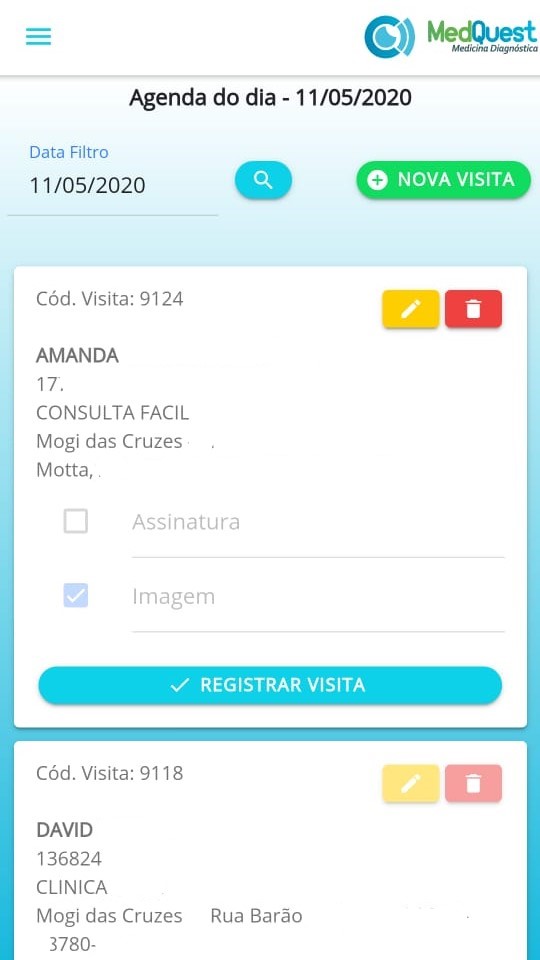 MedQuest
Medicina Diagnóstica
Agenda do dia - 11/05/2020
Data Filtro
11/05/2020
NOVA VISITA
Cód. Visita: 9124
AMANDA
17.
CONSULTA FACIL
Mogi das Cruzes
Motta,
Assinatura
Imagem
REGISTRAR VISITA
Cód. Visita: 9118
DAVID
136824
CLINICA
Mogi das Cruzes Rua Barão
3780-